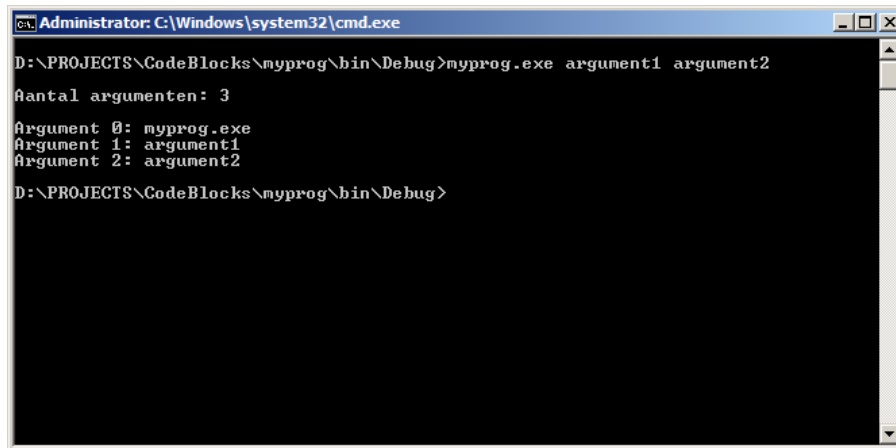 Administrator: C:\Windows\system32\cmd.exe
D:\PROJECTS\CodeBlocks\myprog\bin\Debug>myprog.exe argument1 argument2
Aantal argumenten: 3
Argument 0: myprog.exe
Argument 1: argument1
Argument 2: argument2
D:\PROJECTS\CodeBlocks\myprog\bin\Debug>